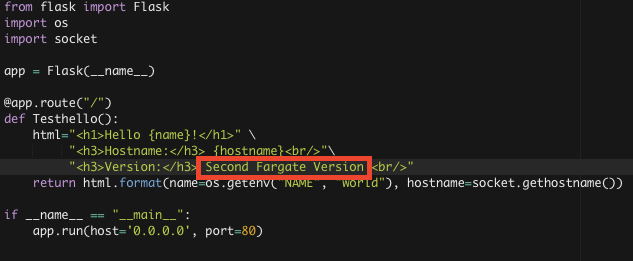 from flask import Flask
import os
import socket
app = Flask(__name__)
@app.route("/")
def Testhello():
html="<h1>Hello {name}!</h1>" \
"<h3>Hostname:</h3> {hostname}<br/>"\
"<h3>Version:</h3> Second Fargate Version <br/>"
return html.format(name=os.getenv("NAME", "World"), hostname=socket.gethostname())
if __name__ == "__main__":
app.run(host='0.0.0.0', port=80)